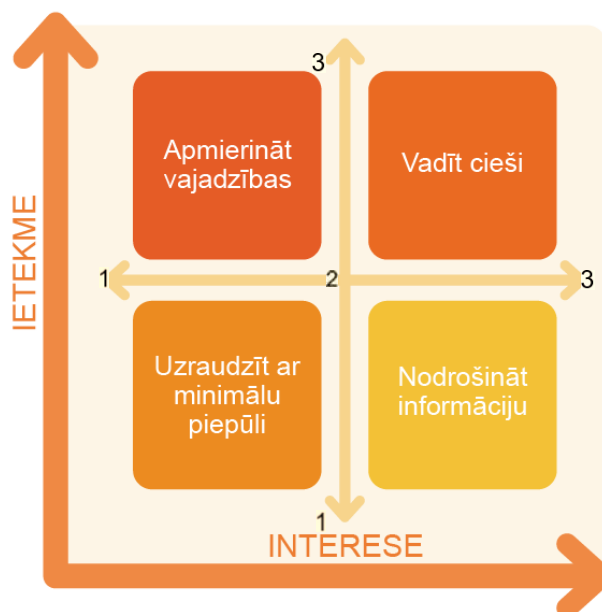 3
Apmierināt
vajadzības
Vadīt cieši
IETEKME
1
2
3
Uzraudzīt ar
minimālu
piepūli
Nodrošināt
informāciju
1
INTERESE